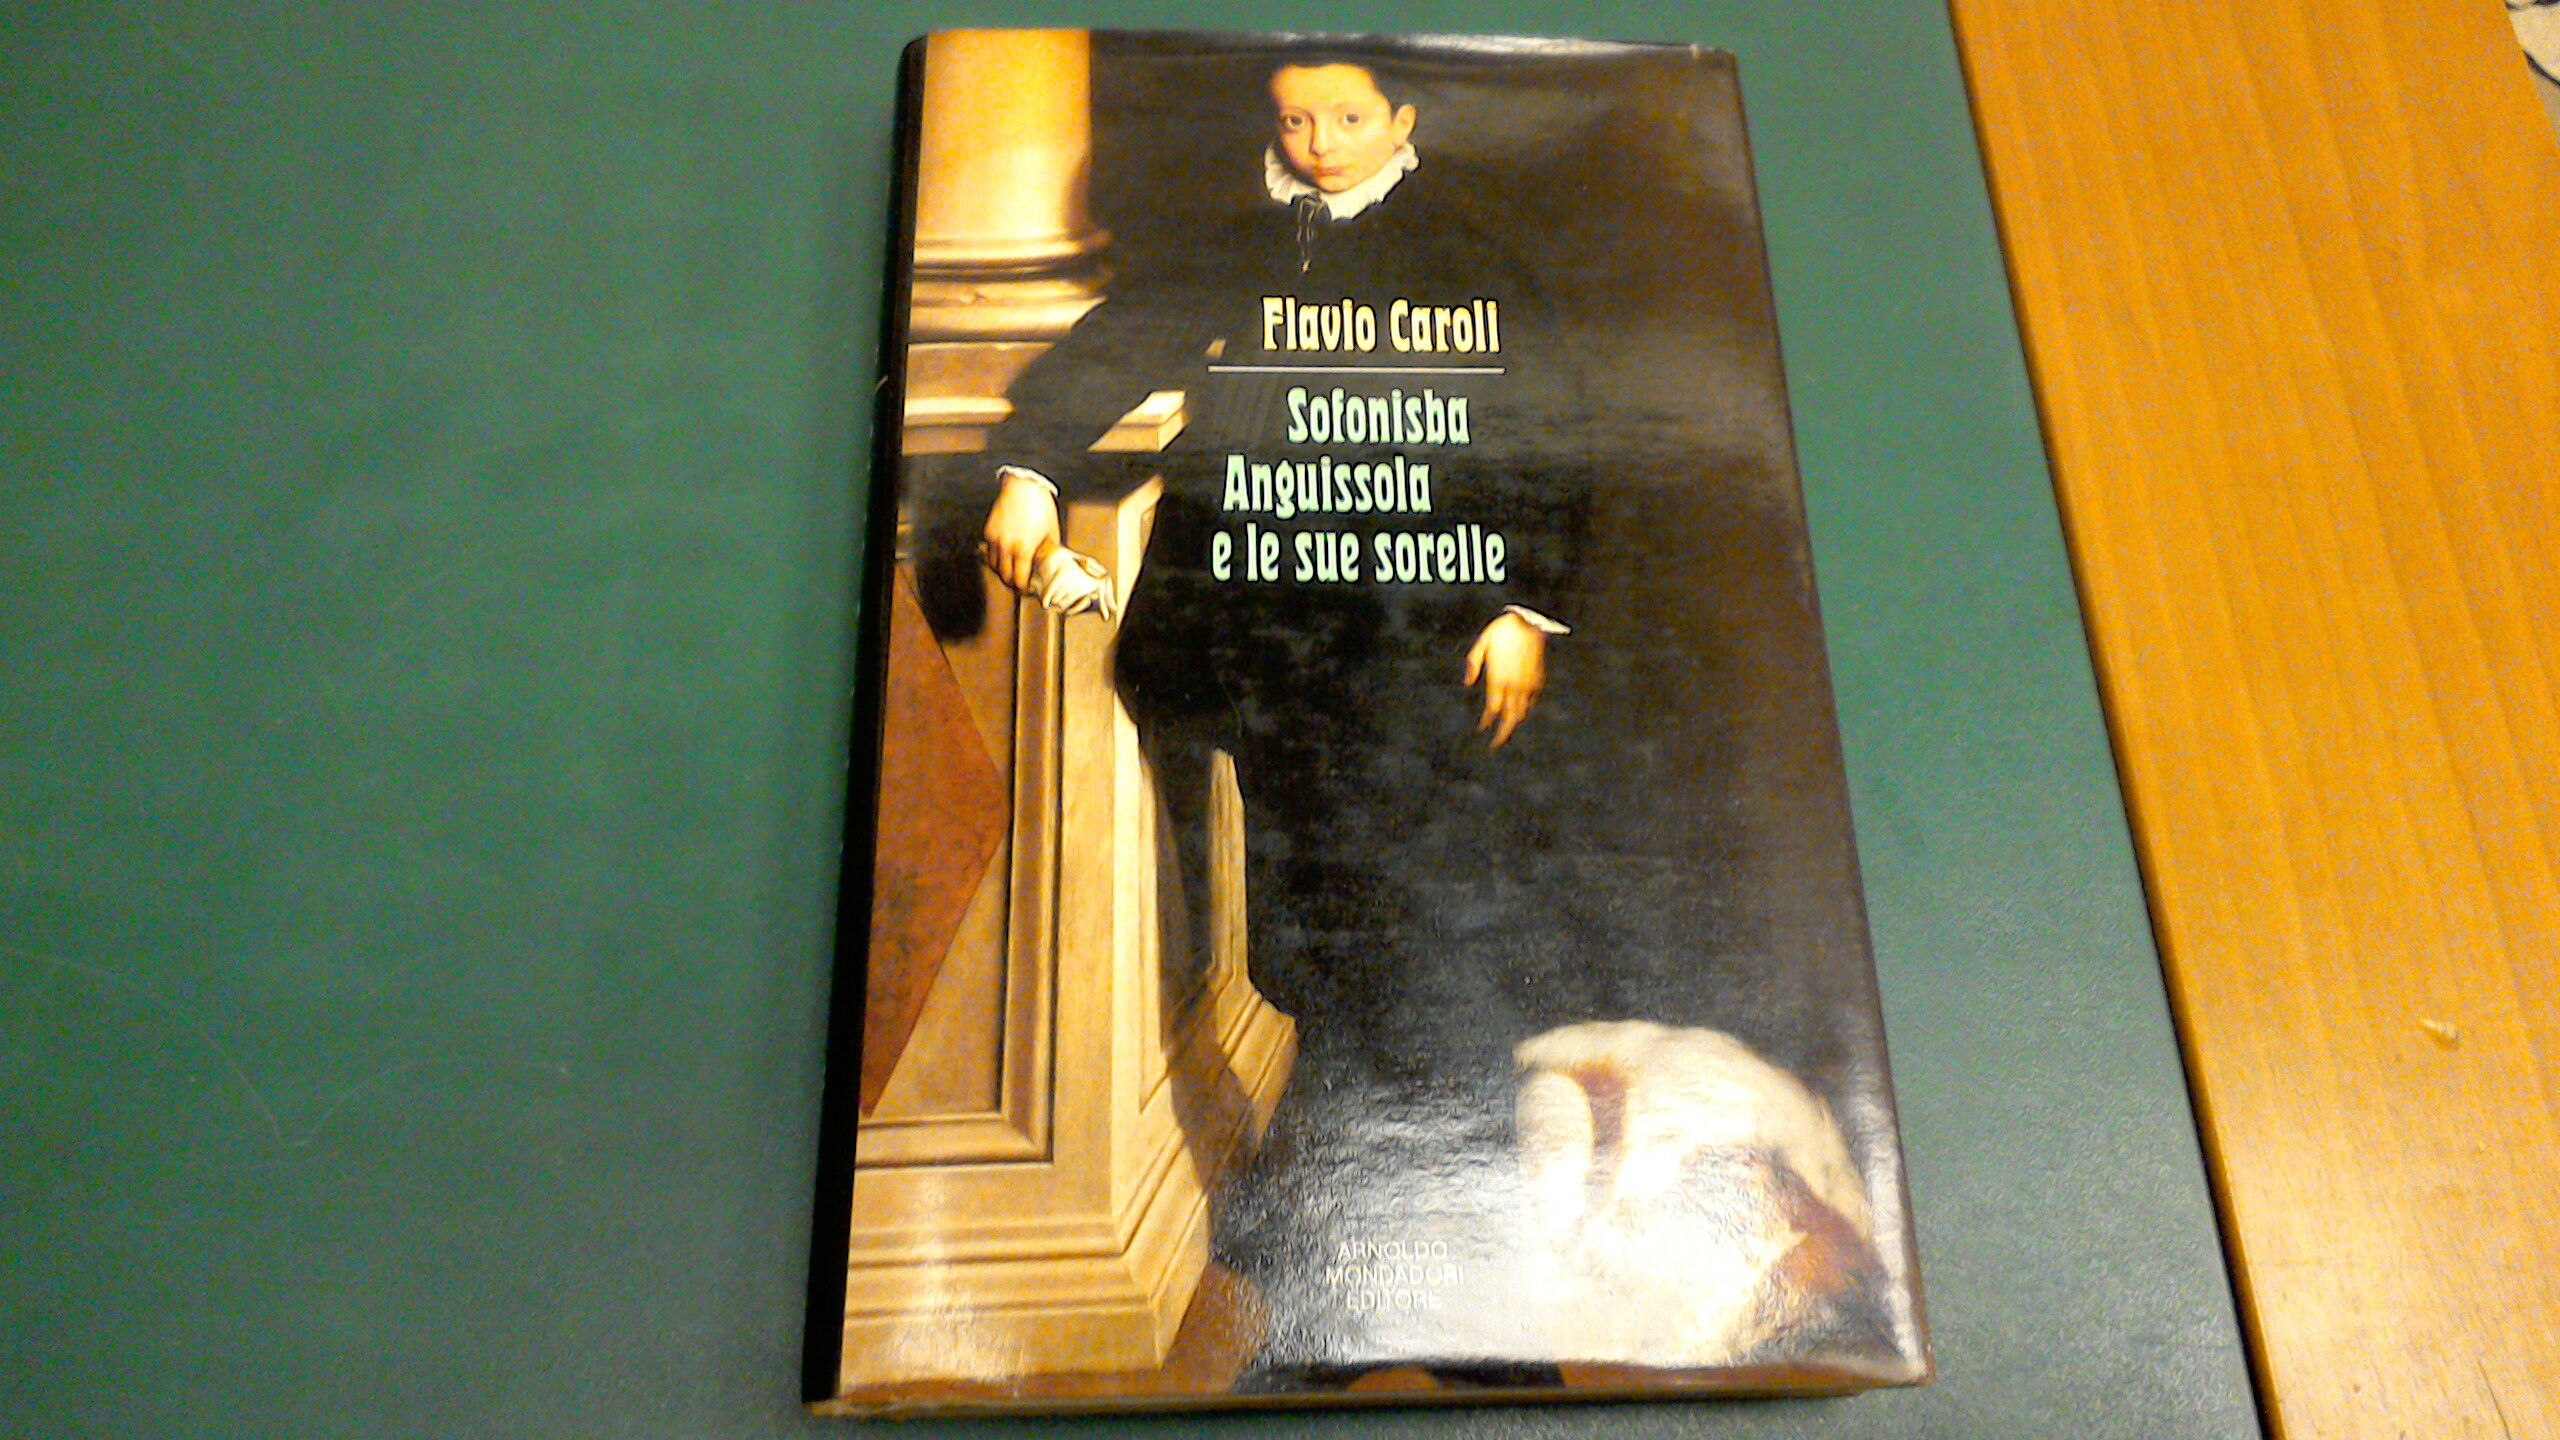 Flavio Caroli
Sofonisba
Anguissola
e le sue sorelle
ARNOLDO
MONDADORI
EDITORE